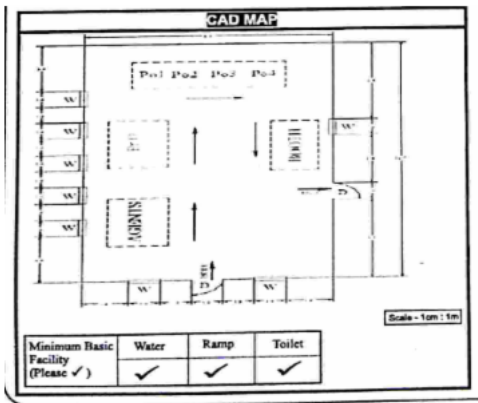 CAD MAP
Po1 Po2 Po3 Po4
W
W
W
W
W
W
BOOTH
AGENTS
D
W
W
Scale - 1cm : 1m
Minimum Basic Facility (Please ✓) Water Ramp Toilet
✓ ✓ ✓